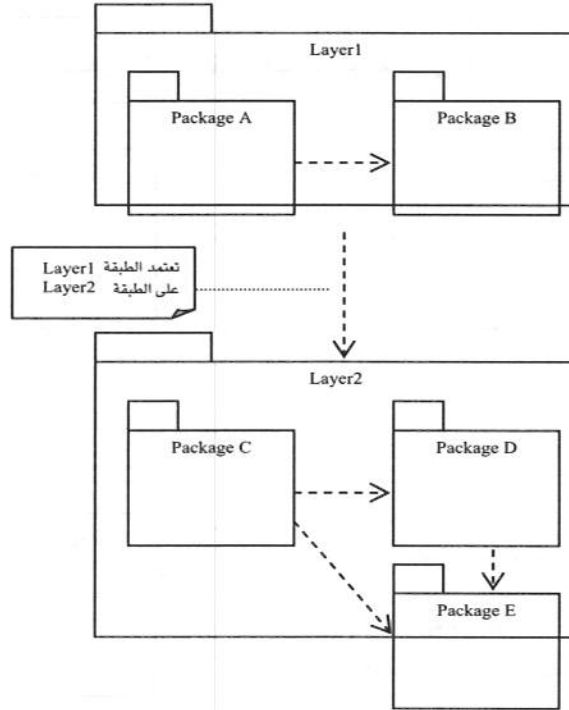 Layer1
Package A
Package B
تعتمد الطبقة Layer1
على الطبقة Layer2
Layer2
Package C
Package D
Package E